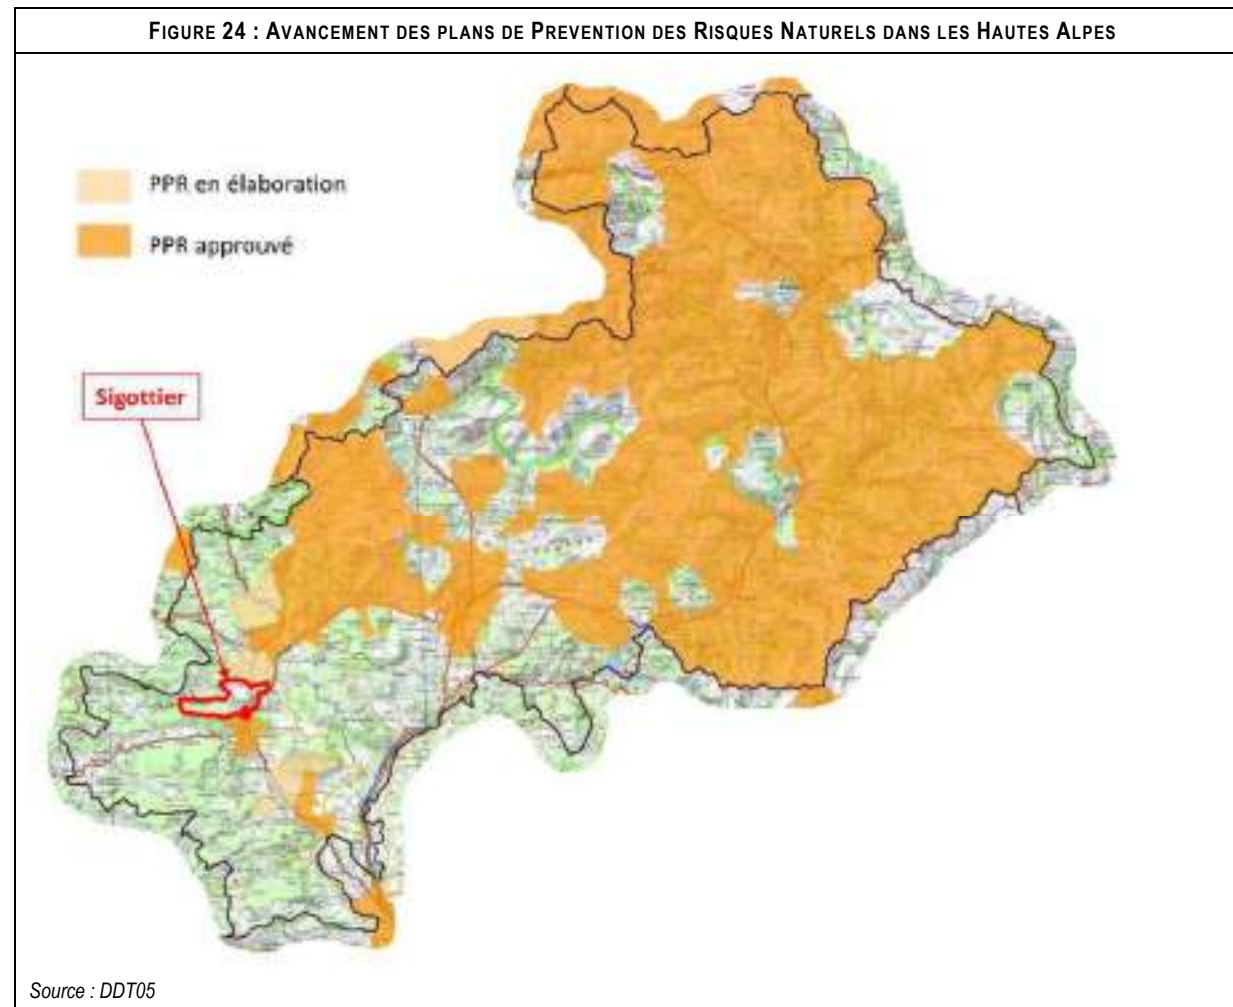 FIGURE 24 : AVANCEMENT DES PLANS DE PREVENTION DES RISQUES NATURELS DANS LES HAUTES ALPES
PPR en élaboration
PPR approuvé
Sigottier
Source : DDT05